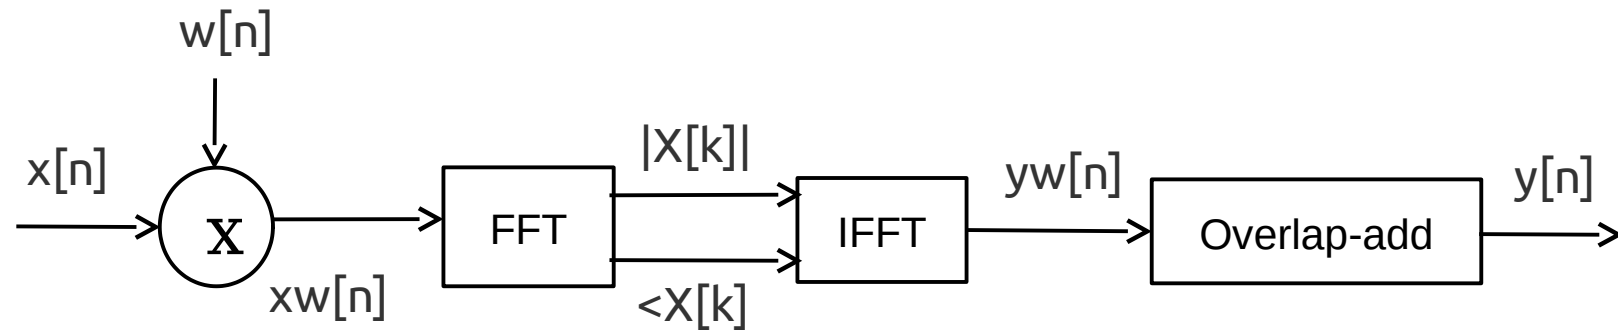 w[n]
x[n]
x
xw[n]
FFT
|X[k]|
<X[k]
IFFT
yw[n]
Overlap-add
y[n]